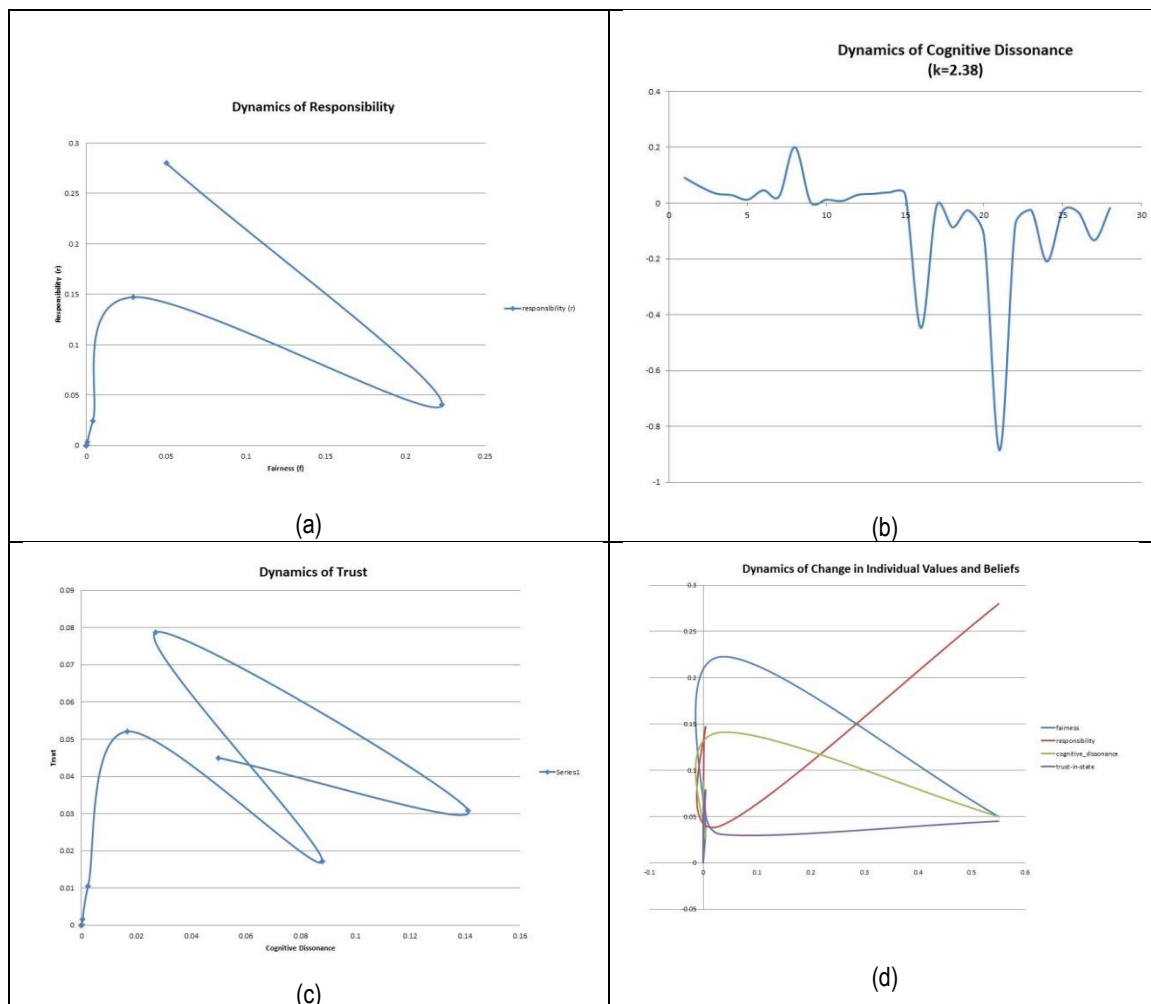 Dynamics of Responsibility
0.3
0.25
0.2
0.15
0.1
0.05
0
Responsibility (r)
0 0.05 0.1 0.15 0.2 0.25
Fairness (f)
responsibility (r)
(a)
Dynamics of Cognitive Dissonance
(k=2.38)
0.4
0.2
0
-0.2
-0.4
-0.6
-0.8
-1
0 5 10 15 20 25 30
(b)
Dynamics of Trust
0.09
0.08
0.07
0.06
0.05
0.04
0.03
0.02
0.01
0
Trust
0 0.02 0.04 0.06 0.08 0.1 0.12 0.14 0.16
Cognitive Dissonance
Series1
(c)
Dynamics of Change in Individual Values and Beliefs
0.3
0.25
0.2
0.15
0.1
0.05
0
-0.05
-0.1 0 0.1 0.2 0.3 0.4 0.5 0.6
fairness
responsibility
cognitive_dissonance
trust-in-state
(d)